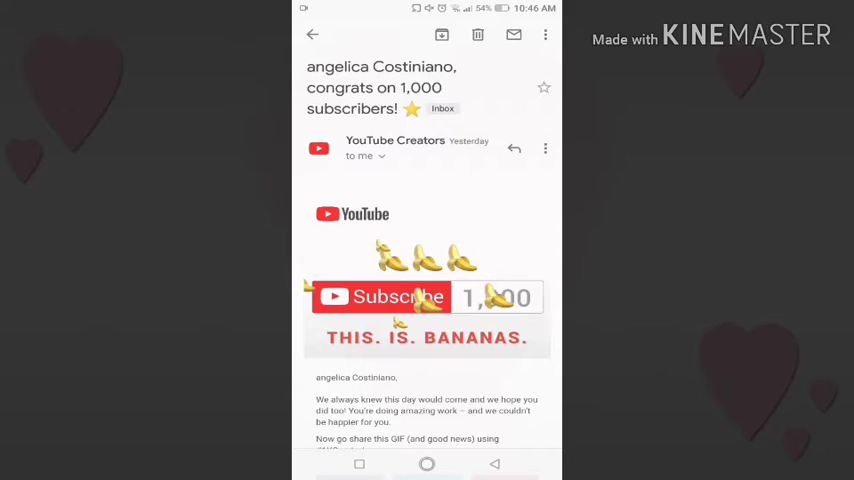 54% 10:46 AM
Made with KINEMASTER
angelica Costiniano,
congrats on 1,000
subscribers! Inbox
YouTube Creators Yesterday
to me
YouTube
Subscribe 1,000
THIS. IS. BANANAS.
angelica Costiniano,
We always knew this day would come and we hope you
did too! You're doing amazing work – and we couldn't
be happier for you.
Now go share this GIF (and good news) using